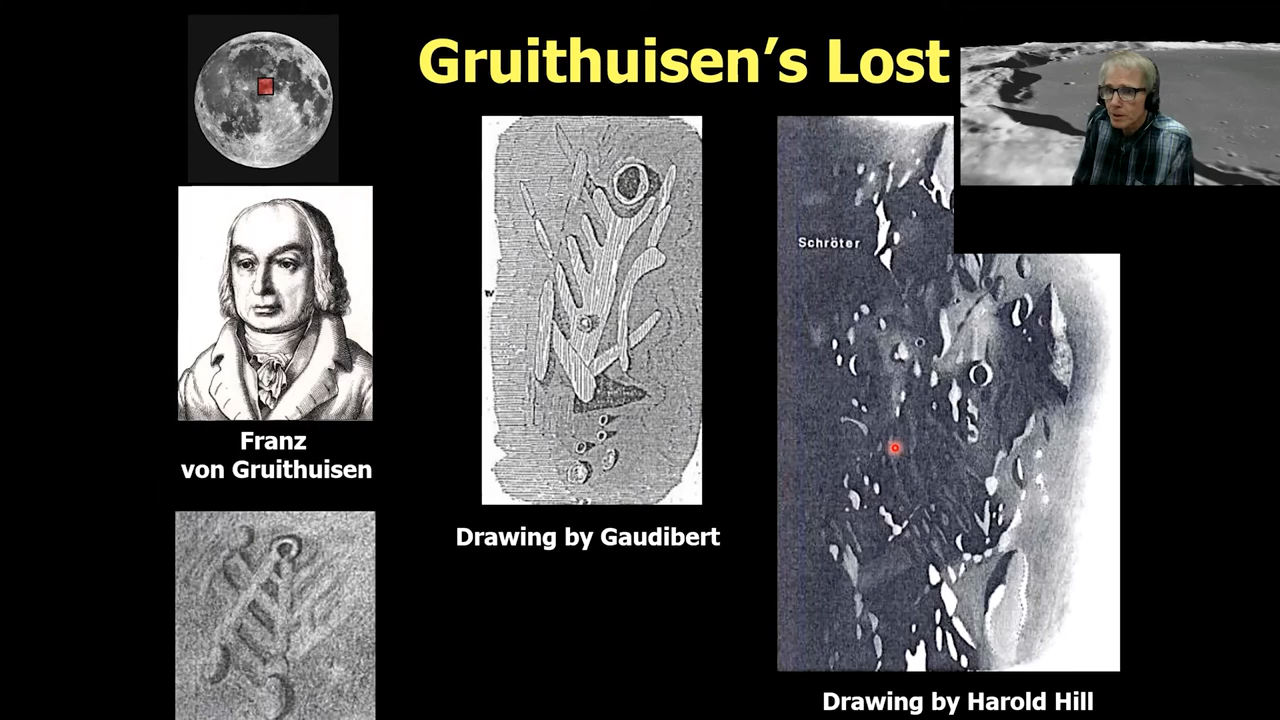 Gruithuisen’s Lost
Schröter
Franz
von Gruithuisen
Drawing by Gaudibert
Drawing by Harold Hill